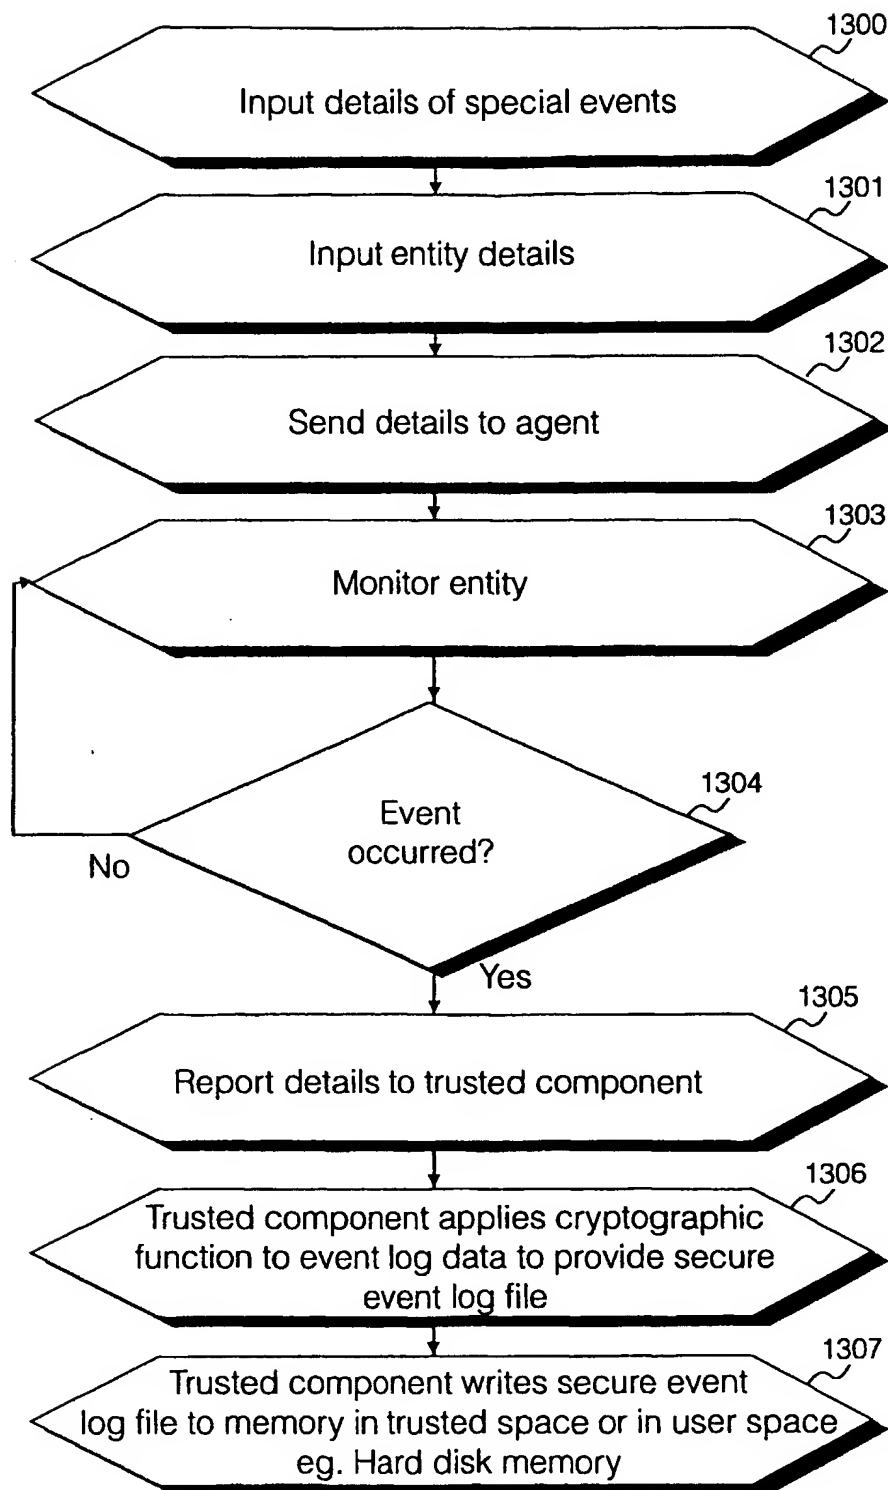 1300
Input details of special events
1301
Input entity details
1302
Send details to agent
1303
Monitor entity
1304
Event
occurred?
No
Yes
1305
Report details to trusted component
1306
Trusted component applies cryptographic
function to event log data to provide secure
event log file
1307
Trusted component writes secure event
log file to memory in trusted space or in user space
eg. Hard disk memory